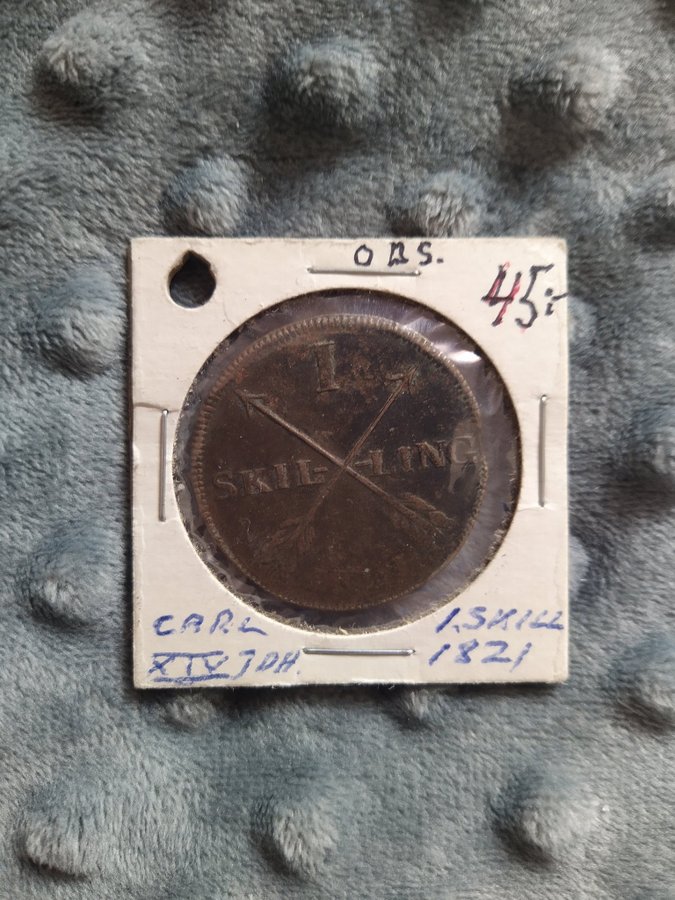 OBS.
45:-
1
SKIL-LING
CARL 1.SKILL
XIV JOH. 1821